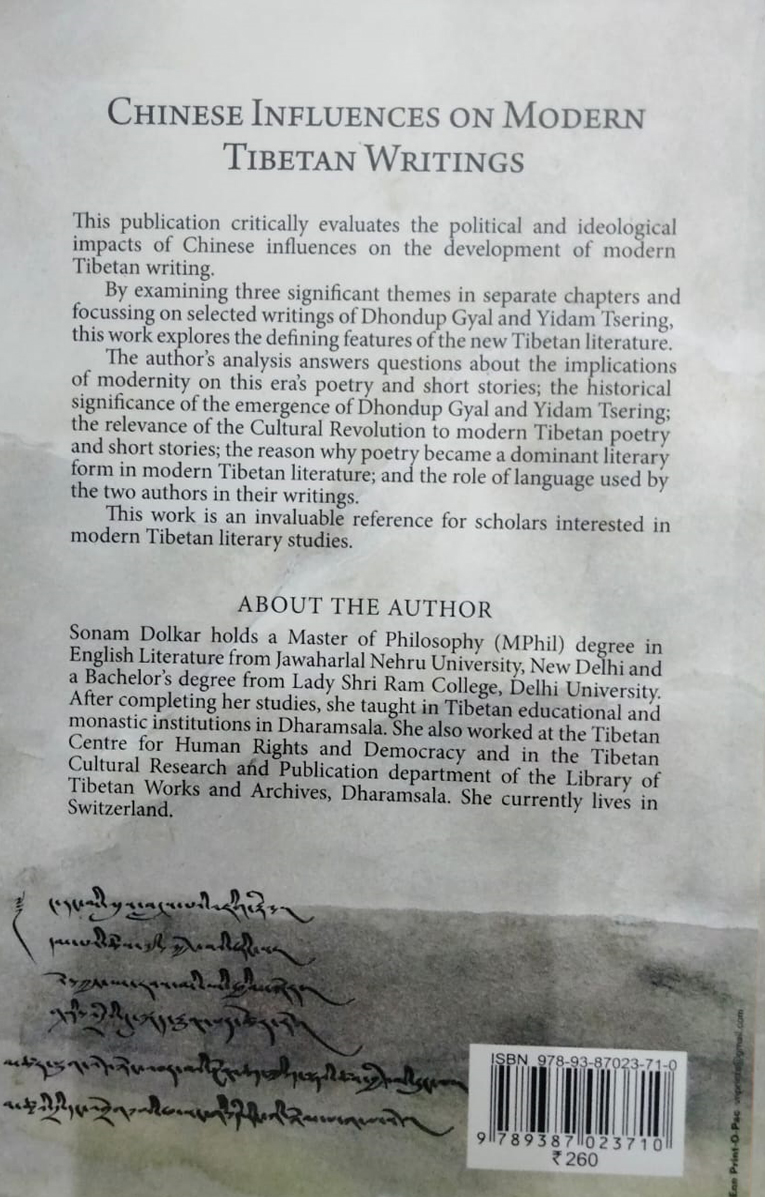 CHINESE INFLUENCES ON MODERN
TIBETAN WRITINGS
This publication critically evaluates the political and ideological
impacts of Chinese influences on the development of modern
Tibetan writing.
By examining three significant themes in separate chapters and
focussing on selected writings of Dhondup Gyal and Yidam Tsering,
this work explores the defining features of the new Tibetan literature.
The author's analysis answers questions about the implications
of modernity on this era's poetry and short stories; the historical
significance of the emergence of Dhondup Gyal and Yidam Tsering;
the relevance of the Cultural Revolution to modern Tibetan poetry
and short stories; the reason why poetry became a dominant literary
form in modern Tibetan literature; and the role of language used by
the two authors in their writings.
This work is an invaluable reference for scholars interested in
modern Tibetan literary studies.
ABOUT THE AUTHOR
Sonam Dolkar holds a Master of Philosophy (MPhil) degree in
English Literature from Jawaharlal Nehru University, New Delhi and
a Bachelor's degree from Lady Shri Ram College, Delhi University.
After completing her studies, she taught in Tibetan educational and
monastic institutions in Dharamsala. She also worked at the Tibetan
Centre for Human Rights and Democracy and in the Tibetan
Cultural Research and Publication department of the Library of
Tibetan Works and Archives, Dharamsala. She currently lives in
Switzerland.
ISBN 978-93-87023-71-0
9 789387 023710
₹ 260
Print-O-Pac